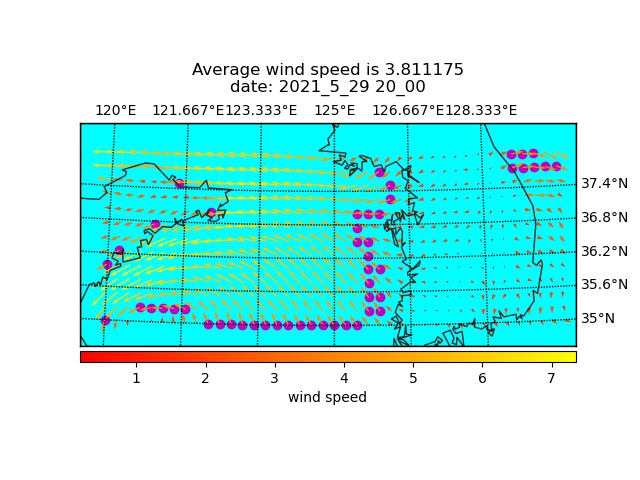 Average wind speed is 3.811175
date: 2021_5_29 20_00
120°E 121.667°E 123.333°E 125°E 126.667°E 128.333°E
37.4°N
36.8°N
36.2°N
35.6°N
35°N
1 2 3 4 5 6 7
wind speed